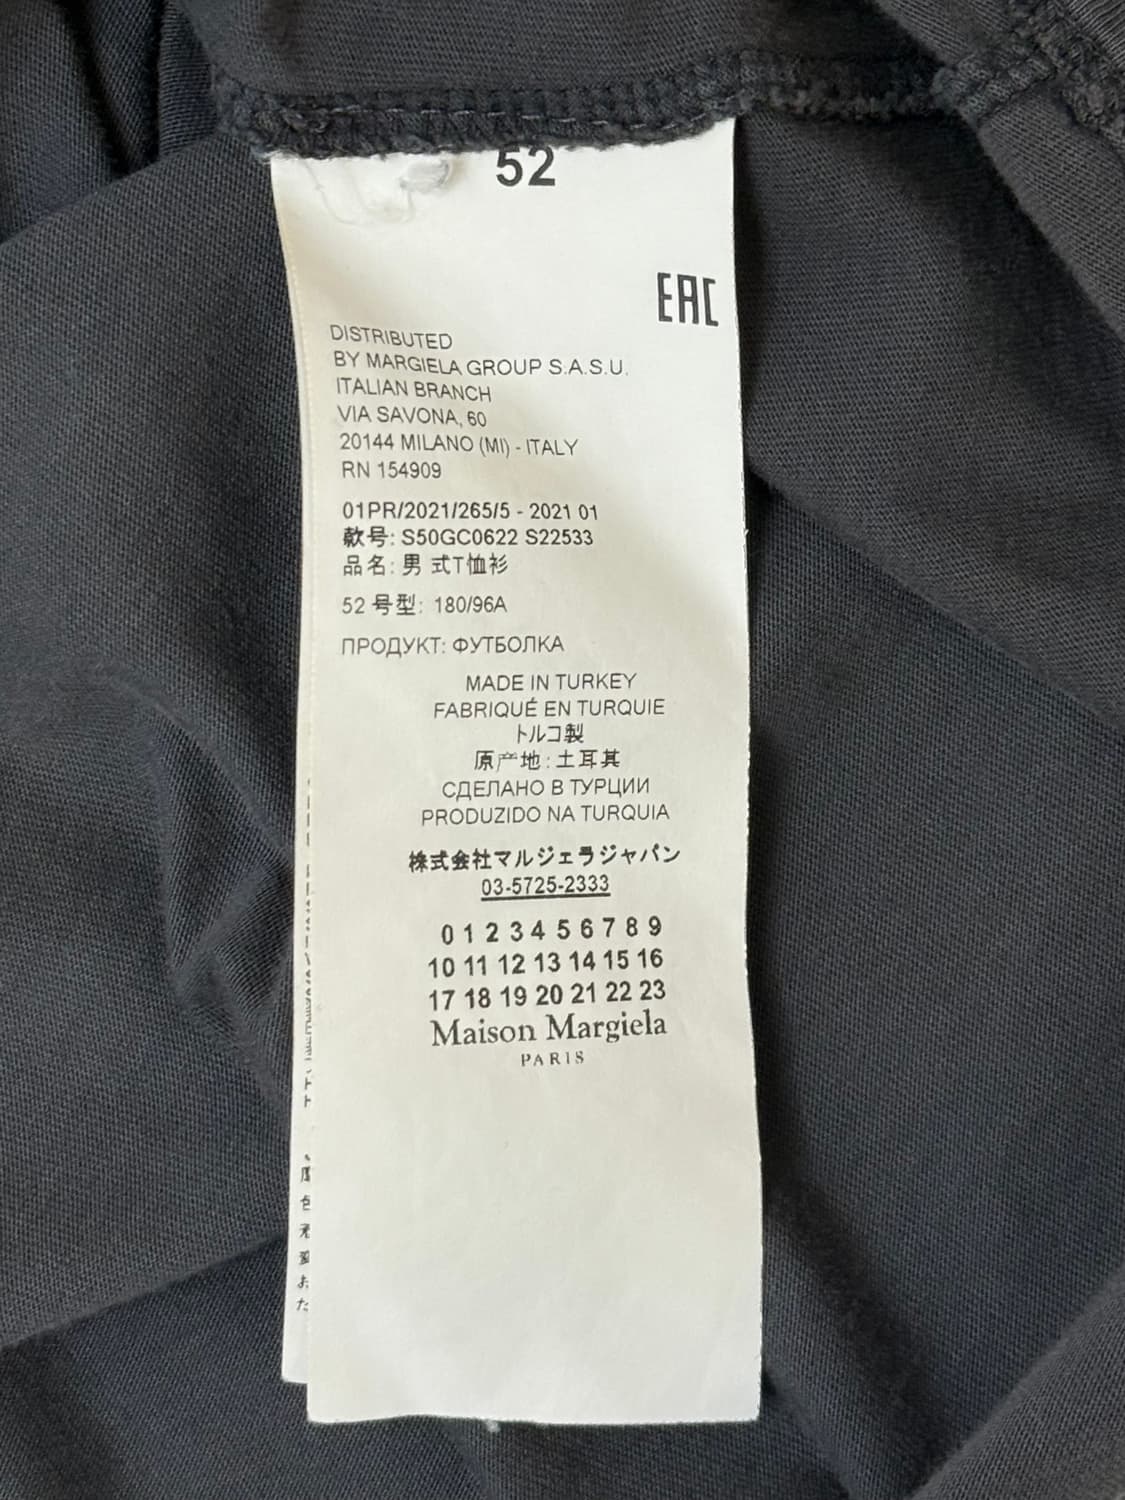 52
EAC
DISTRIBUTED
BY MARGIELA GROUP S.A.S.U.
ITALIAN BRANCH
VIA SAVONA, 60
20144 MILANO (MI) - ITALY
RN 154909
01PR/2021/265/5 - 2021 01
款号: S50GC0622 S22533
品名: 男 式T恤衫
52 号型: 180/96A
ПРОДУКТ: ФУТБОЛКА
MADE IN TURKEY
FABRIQUÉ EN TURQUIE
トルコ製
原产地: 土耳其
СДЕЛАНО В ТУРЦИИ
PRODUZIDO NA TURQUIA
株式会社マルジェラジャパン
03-5725-2333
0 1 2 3 4 5 6 7 8 9
10 11 12 13 14 15 16
17 18 19 20 21 22 23
Maison Margiela
PARIS